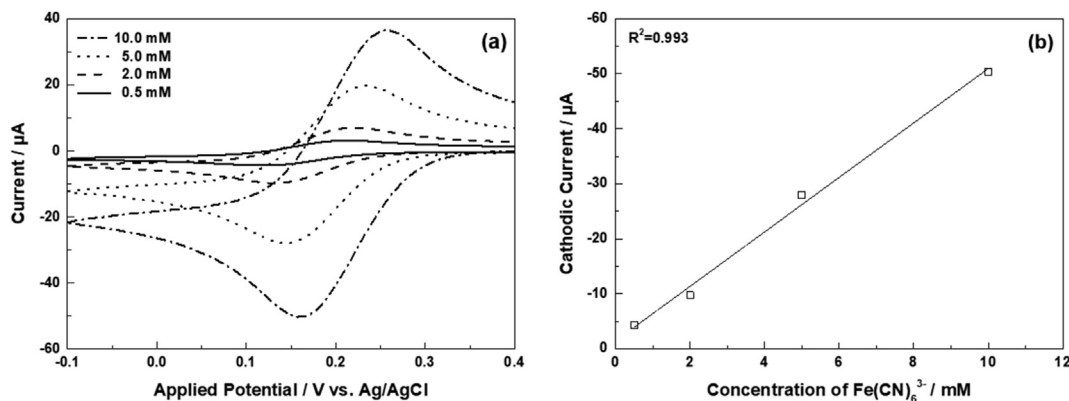 (a)
10.0 mM
5.0 mM
2.0 mM
0.5 mM
40
20
0
-20
-40
-60
Current / µA
-0.1 0.0 0.1 0.2 0.3 0.4
Applied Potential / V vs. Ag/AgCl
(b)
R²=0.993
-60
-50
-40
-30
-20
-10
0
Cathodic Current / µA
0 2 4 6 8 10 12
Concentration of Fe(CN)₆³⁻ / mM